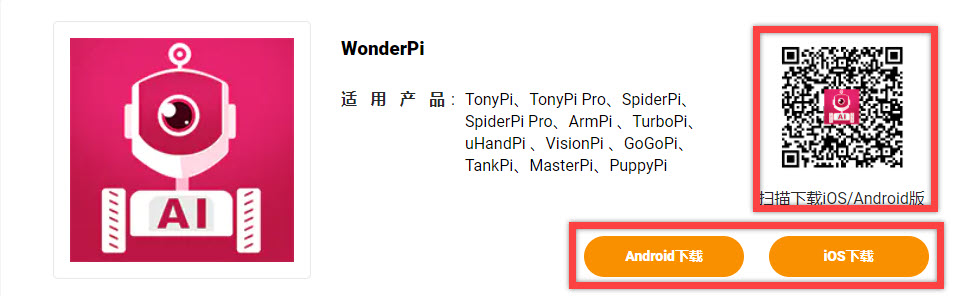 WonderPi
适 用 产 品： TonyPi、TonyPi Pro、SpiderPi、
SpiderPi Pro、ArmPi 、TurboPi、
uHandPi 、VisionPi 、GoGoPi、
TankPi、MasterPi、PuppyPi
AI
AI
扫描下载iOS/Android版
Android下载
iOS下载